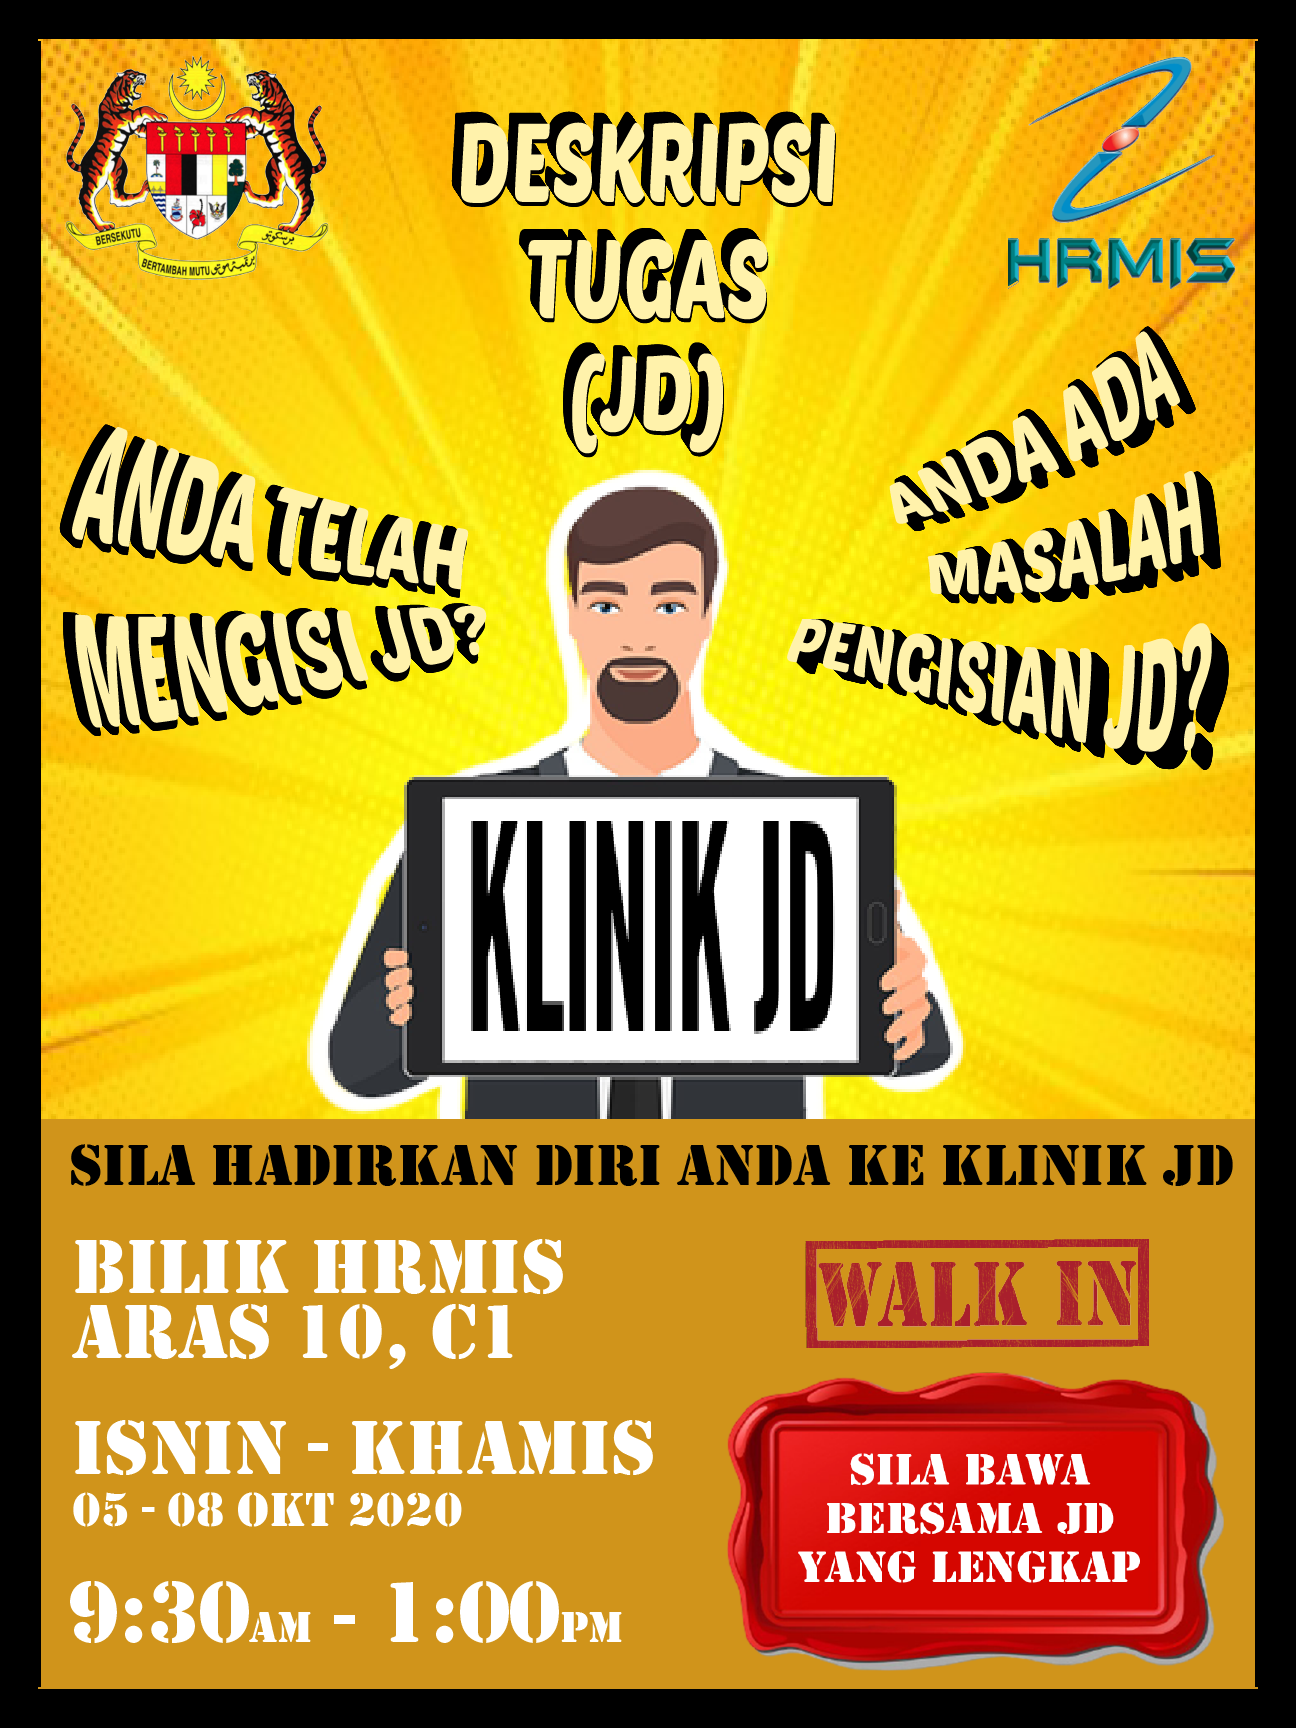 BERSEKUTU
BERTAMBAH MUTU
HRMIS
DESKRIPSI
TUGAS
(JD)
ANDA TELAH
MENGISI JD?
ANDA ADA
MASALAH
PENGISIAN JD?
KLINIK JD
SILA HADIRKAN DIRI ANDA KE KLINIK JD
BILIK HRMIS
ARAS 10, C1
WALK IN
ISNIN - KHAMIS
05 - 08 OKT 2020
9:30AM - 1:00PM
SILA BAWA
BERSAMA JD
YANG LENGKAP